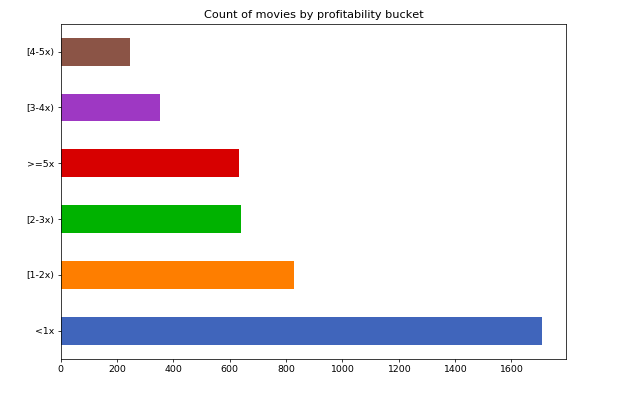 Count of movies by profitability bucket
[4-5x)
[3-4x)
>=5x
[2-3x)
[1-2x)
<1x
0 200 400 600 800 1000 1200 1400 1600